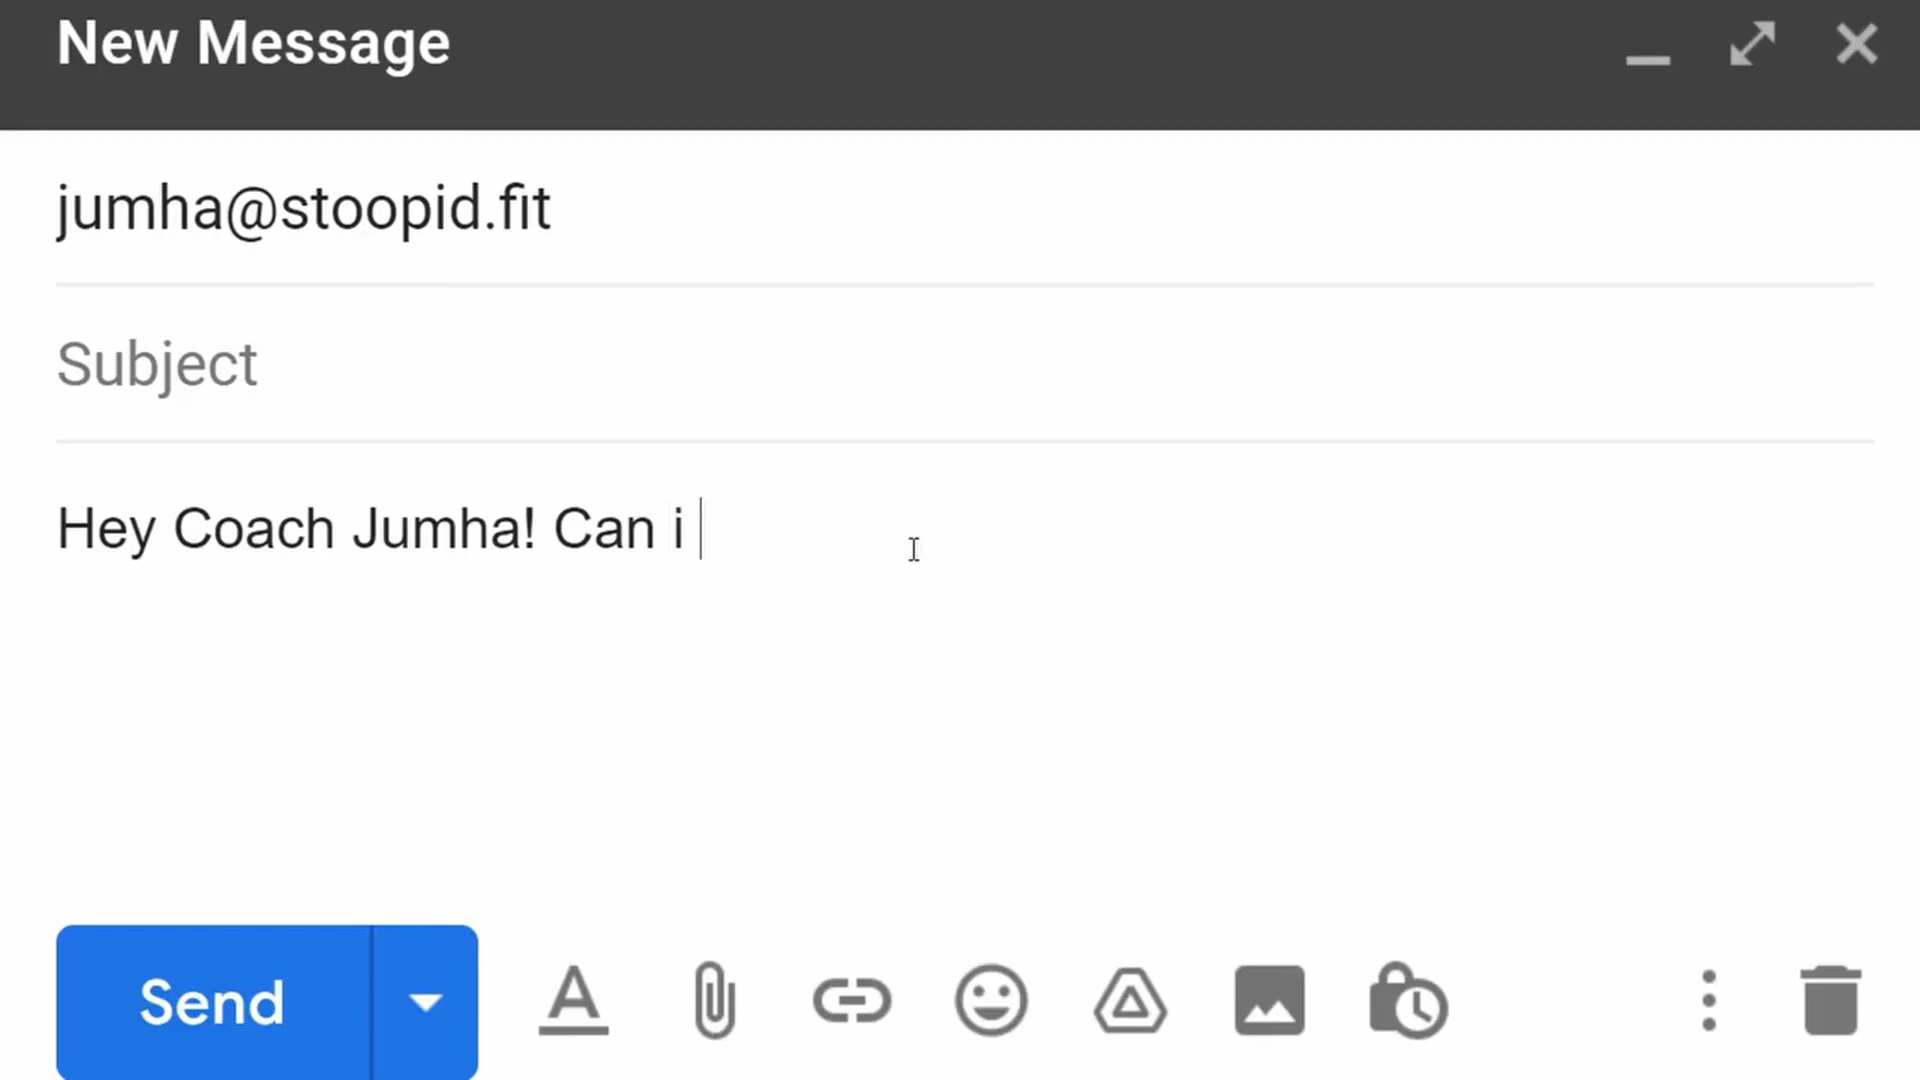 New Message
jumha@stoopid.fit
Subject
Hey Coach Jumha! Can i
Send